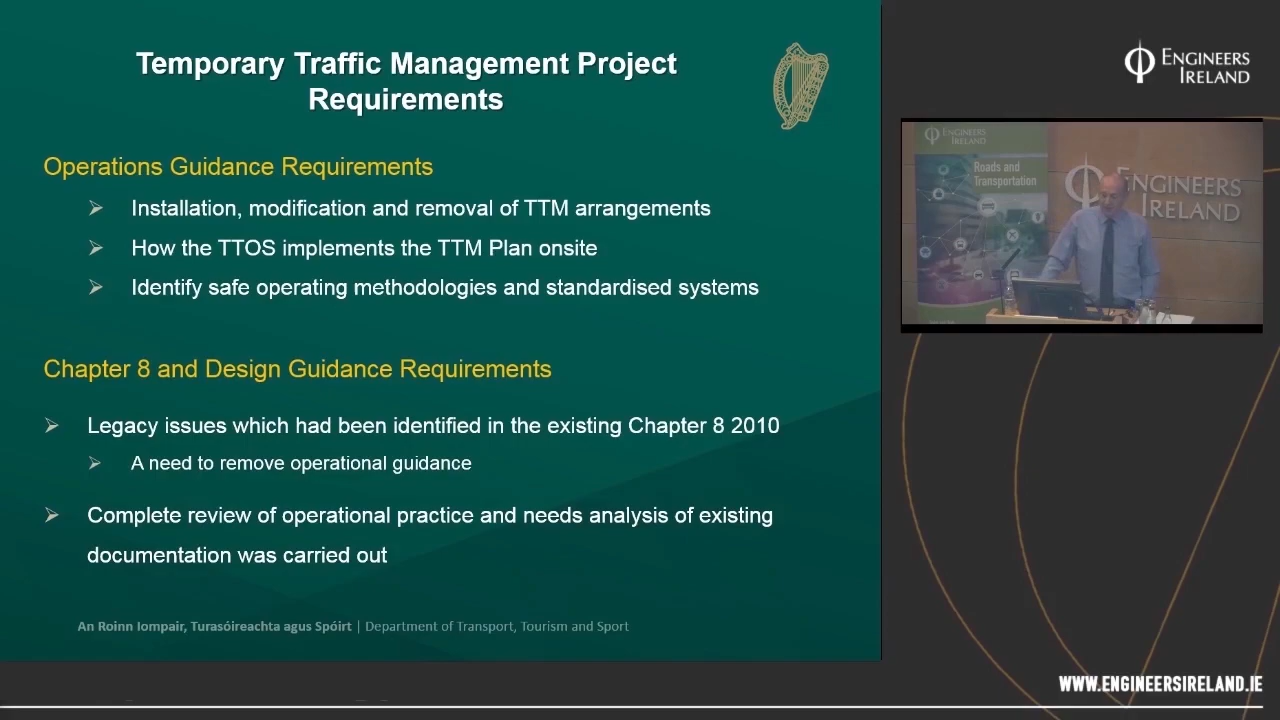 Temporary Traffic Management Project
Requirements
Operations Guidance Requirements
Installation, modification and removal of TTM arrangements
How the TTOS implements the TTM Plan onsite
Identify safe operating methodologies and standardised systems
Chapter 8 and Design Guidance Requirements
Legacy issues which had been identified in the existing Chapter 8 2010
A need to remove operational guidance
Complete review of operational practice and needs analysis of existing
documentation was carried out
An Roinn Iompair, Turasóireachta agus Spóirt | Department of Transport, Tourism and Sport
ENGINEERS
IRELAND
ENGINEERS
IRELAND
Roads and
Transportation
ENGINEERS
IRELAND
WWW.ENGINEERSIRELAND.IE